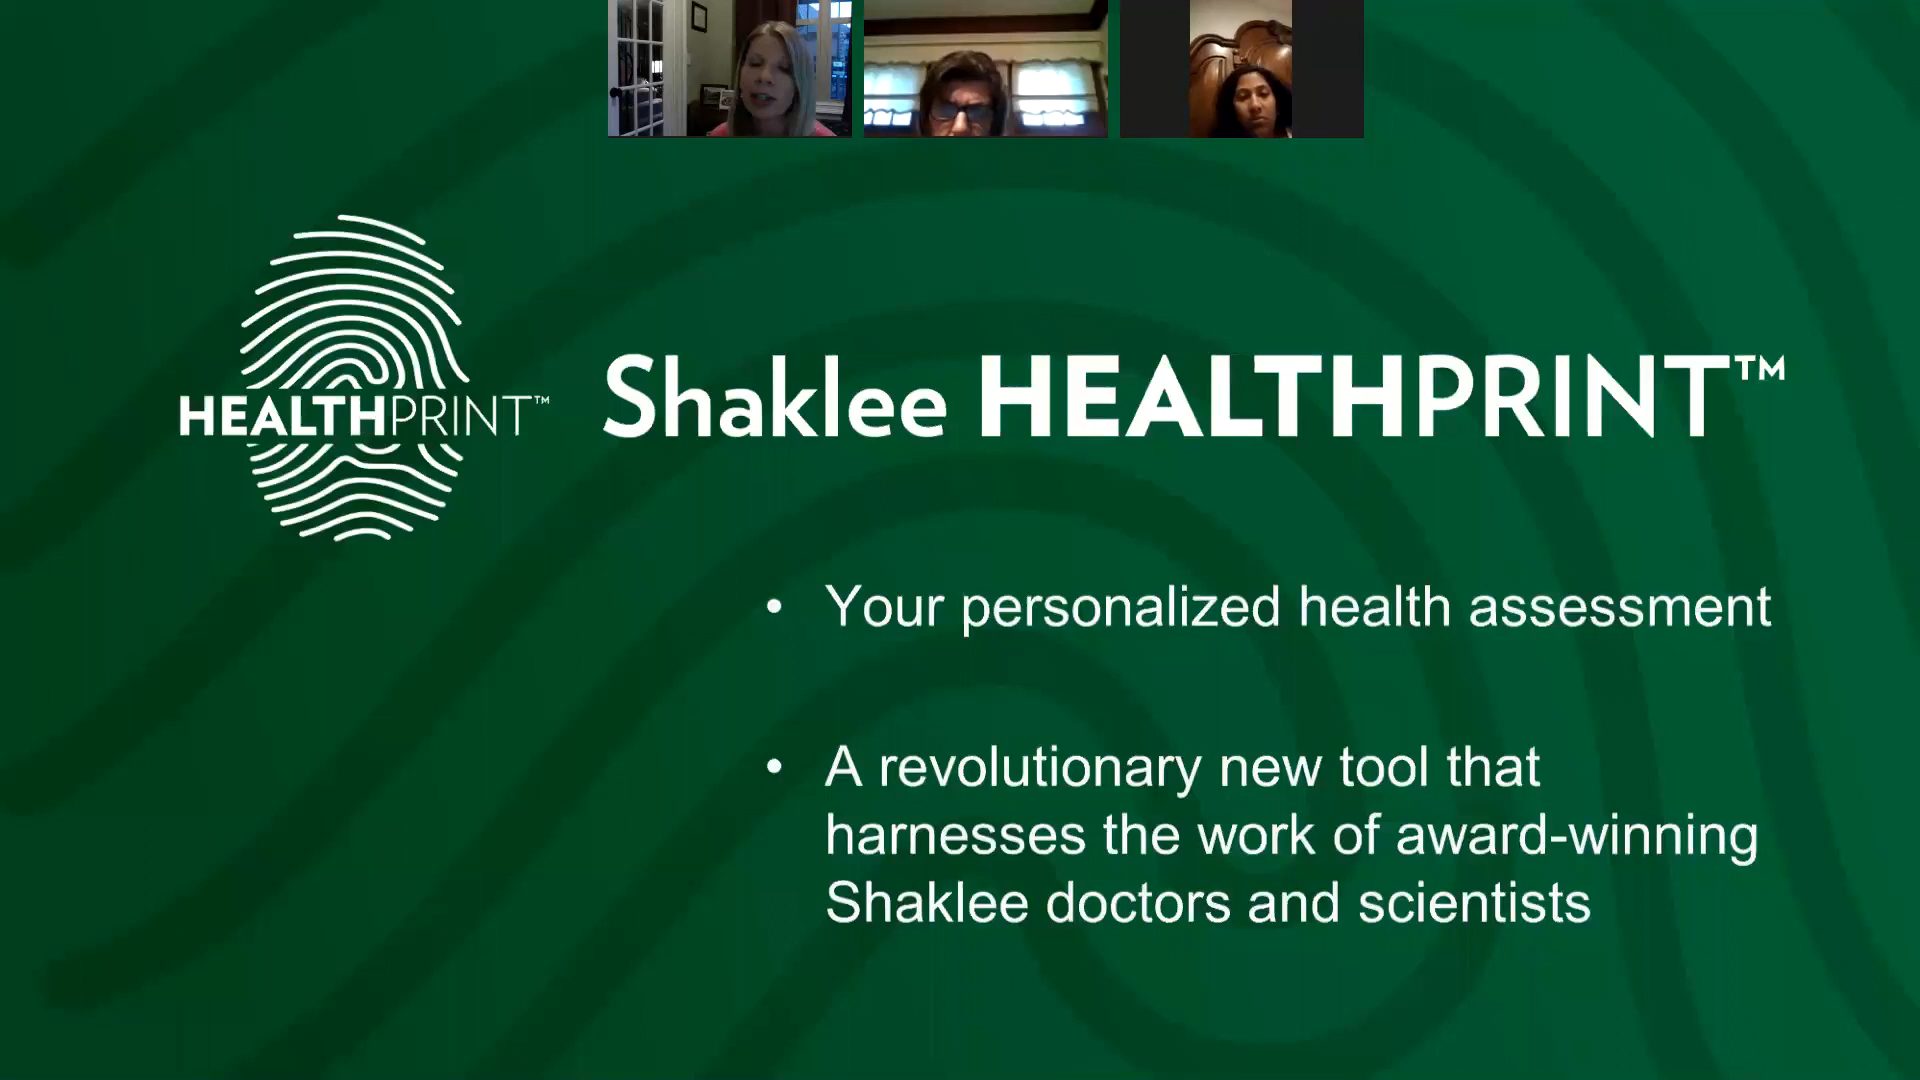 HEALTHPRINT™
Shaklee HEALTHPRINT™
• Your personalized health assessment
• A revolutionary new tool that
harnesses the work of award-winning
Shaklee doctors and scientists